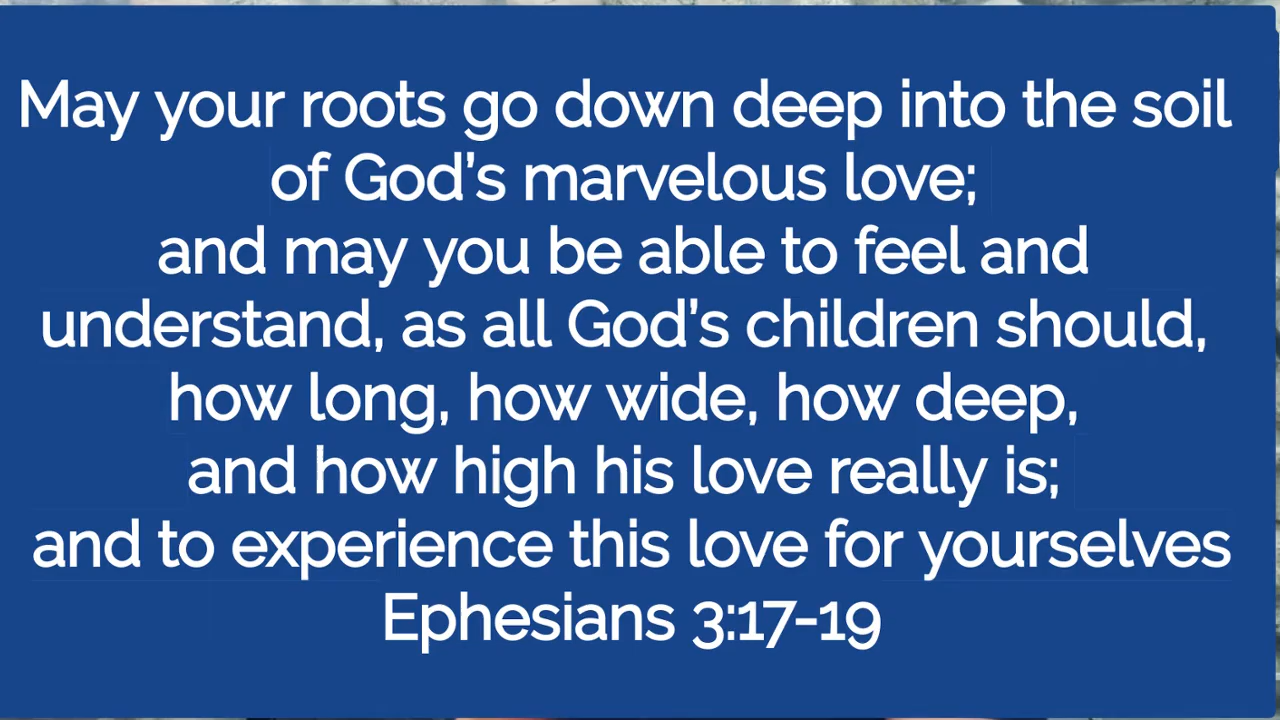 May your roots go down deep into the soil
of God's marvelous love;
and may you be able to feel and
understand, as all God's children should,
how long, how wide, how deep,
and how high his love really is;
and to experience this love for yourselves
Ephesians 3:17-19